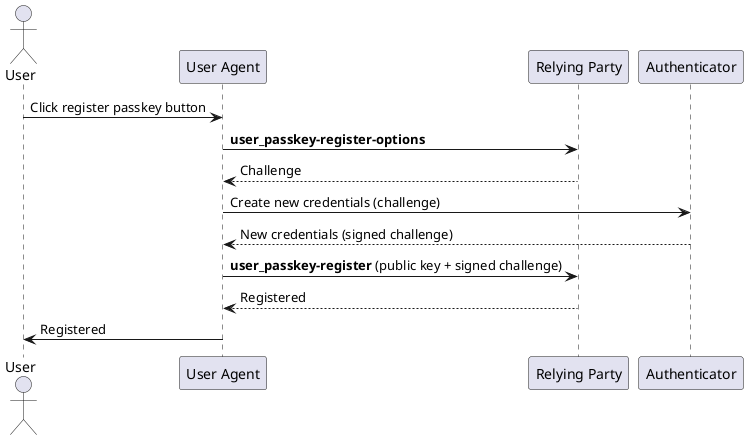 User
User Agent
Relying Party
Authenticator
Click register passkey button
user_passkey-register-options
Challenge
Create new credentials (challenge)
New credentials (signed challenge)
user_passkey-register (public key + signed challenge)
Registered
Registered
User
User Agent
Relying Party
Authenticator